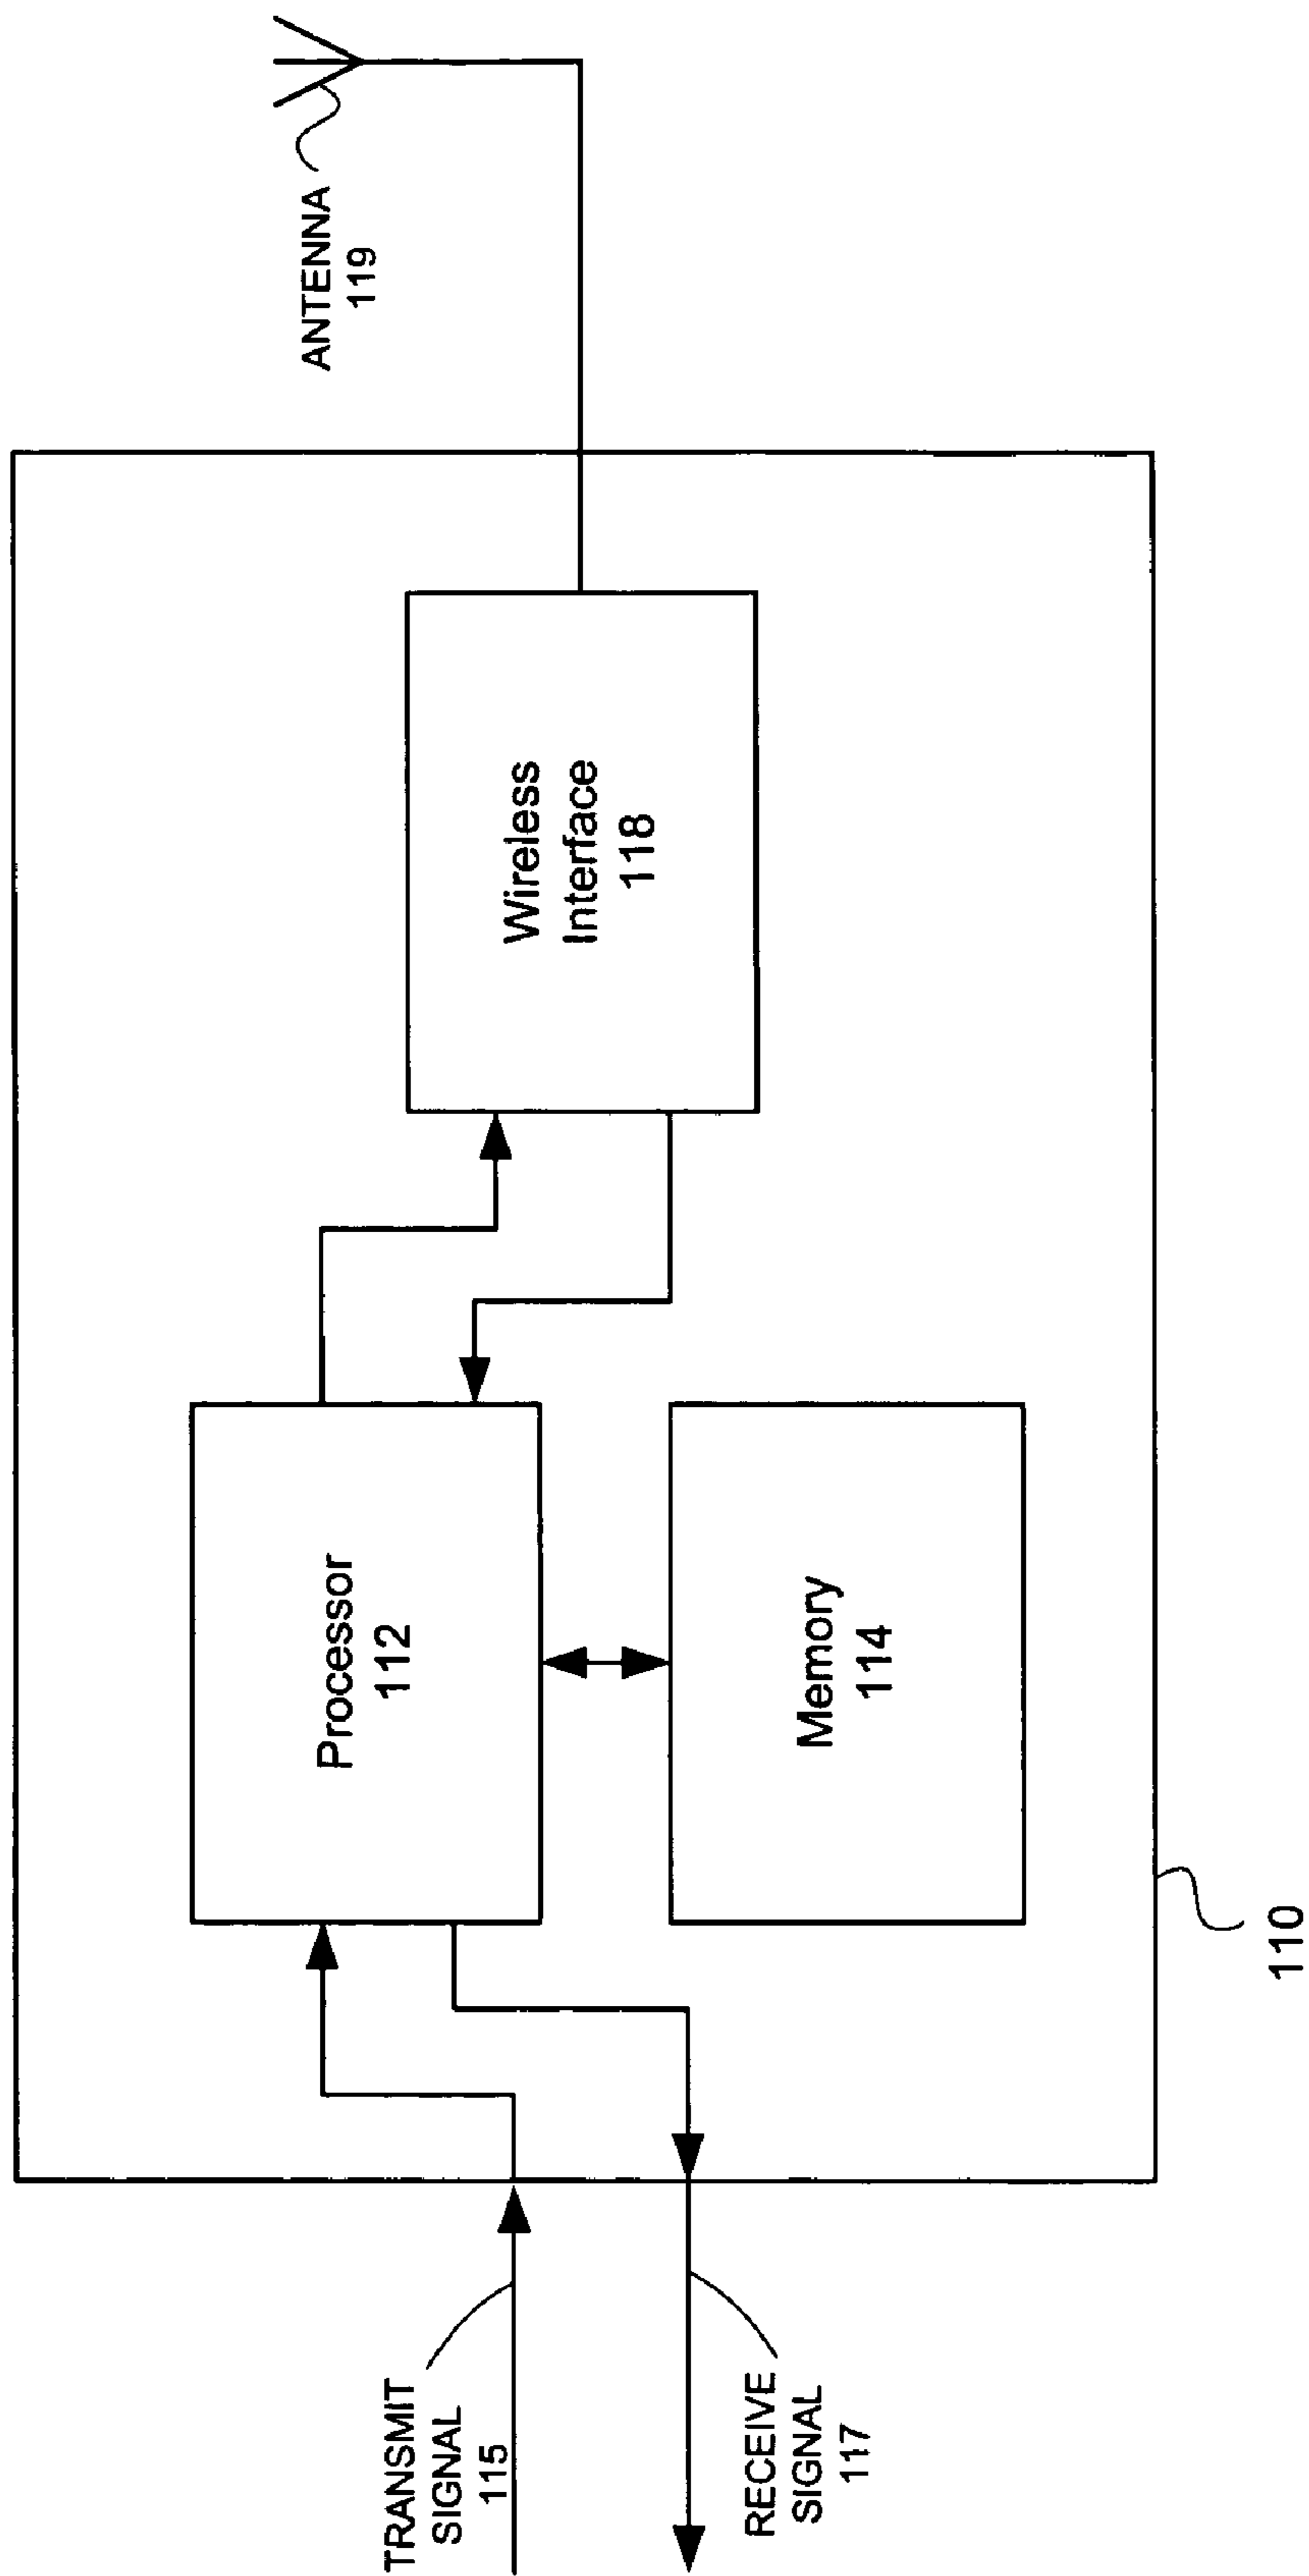 TRANSMIT
SIGNAL
115
RECEIVE
SIGNAL
117
Processor
112
Memory
114
Wireless
Interface
118
ANTENNA
119
110